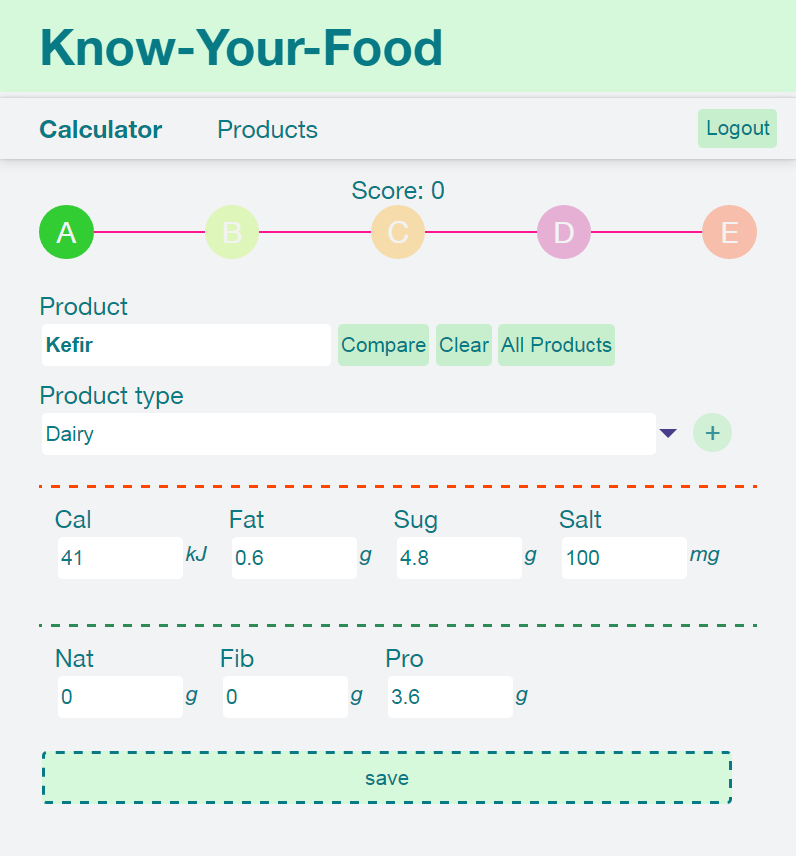 Know-Your-Food
Calculator Products Logout
Score: 0
A B C D E
Product
Kefir Compare Clear All Products
Product type
Dairy +
Cal Fat Sug Salt
41 kJ 0.6 g 4.8 g 100 mg
Nat Fib Pro
0 g 0 g 3.6 g
save